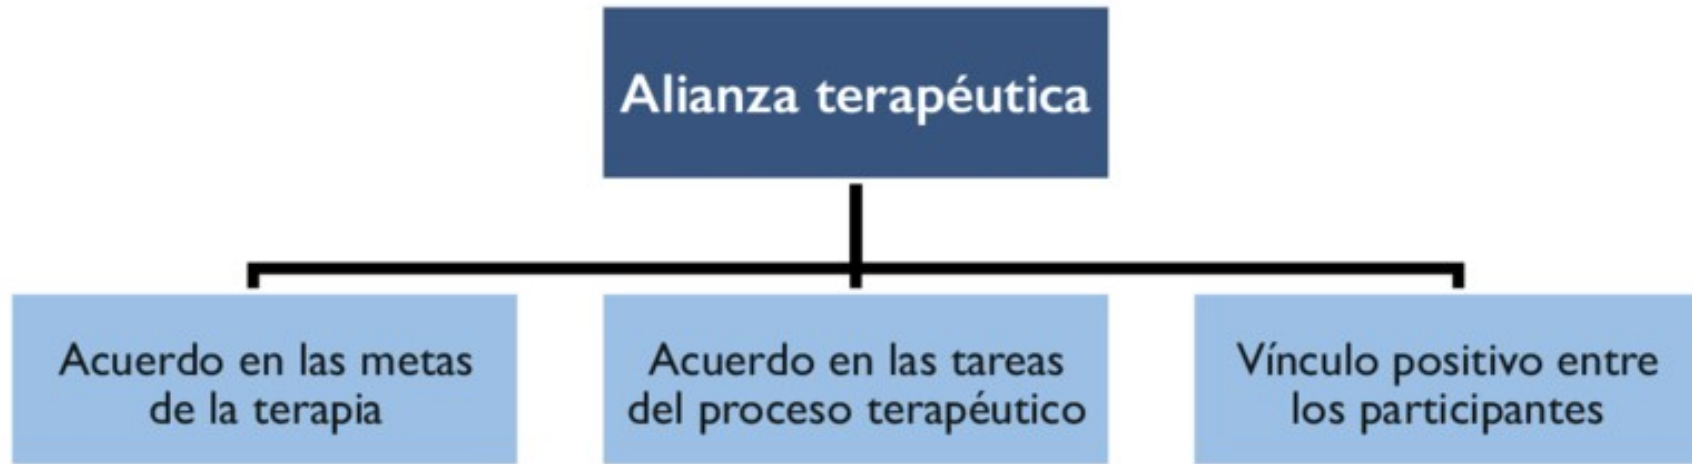 Alianza terapéutica
Acuerdo en las metas
de la terapia
Acuerdo en las tareas
del proceso terapéutico
Vínculo positivo entre
los participantes